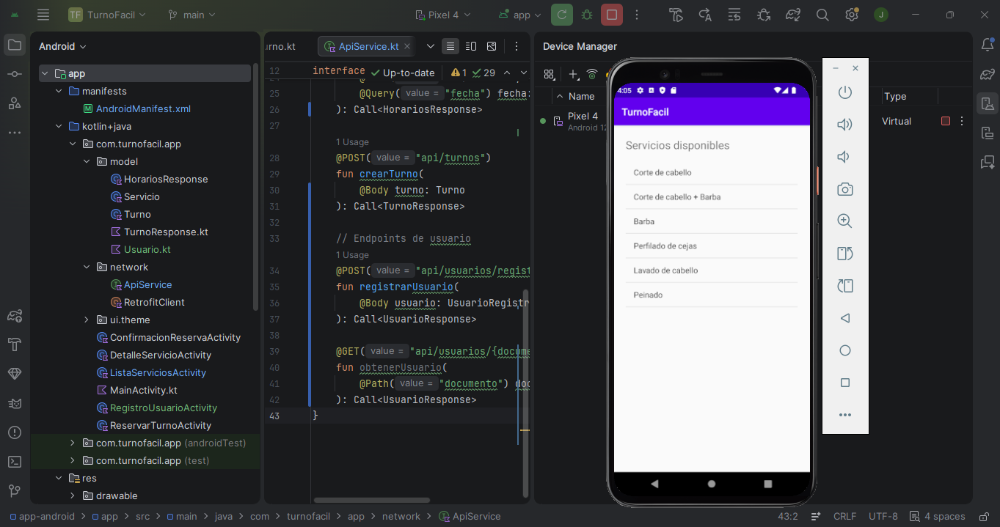 TF TurnoFacil main Pixel 4 app J
Android
rno.kt ApiService.kt
Device Manager
12 interface Up-to-date 1 29
25 @Query( value = "fecha") fecha:
26 ): Call<HorariosResponse>
27
1 Usage
28 @POST( value = "api/turnos")
29 fun crearTurno(
30 @Body turno: Turno
31 ): Call<TurnoResponse>
32
33 // Endpoints de usuario
1 Usage
34 @POST( value = "api/usuarios/regist
35 fun registrarUsuario(
36 @Body usuario: UsuarioRegistr
37 ): Call<UsuarioResponse>
38
39 @GET( value = "api/usuarios/{docume
40 fun obtenerUsuario(
41 @Path( value = "documento") doc
42 ): Call<UsuarioResponse>
43 }
app
manifests
AndroidManifest.xml
kotlin+java
com.turnofacil.app
model
HorariosResponse
Servicio
Turno
TurnoResponse.kt
Usuario.kt
network
ApiService
RetrofitClient
ui.theme
ConfirmacionReservaActivity
DetalleServicioActivity
ListaServiciosActivity
MainActivity.kt
RegistroUsuarioActivity
ReservarTurnoActivity
com.turnofacil.app (androidTest)
com.turnofacil.app (test)
res
drawable
Name Type
Pixel 4
Android 12
Virtual
4:05
TurnoFacil
Servicios disponibles
Corte de cabello
Corte de cabello + Barba
Barba
Perfilado de cejas
Lavado de cabello
Peinado
app-android > app > src > main > java > com > turnofacil > app > network > ApiService 43:2 CRLF UTF-8 4 spaces